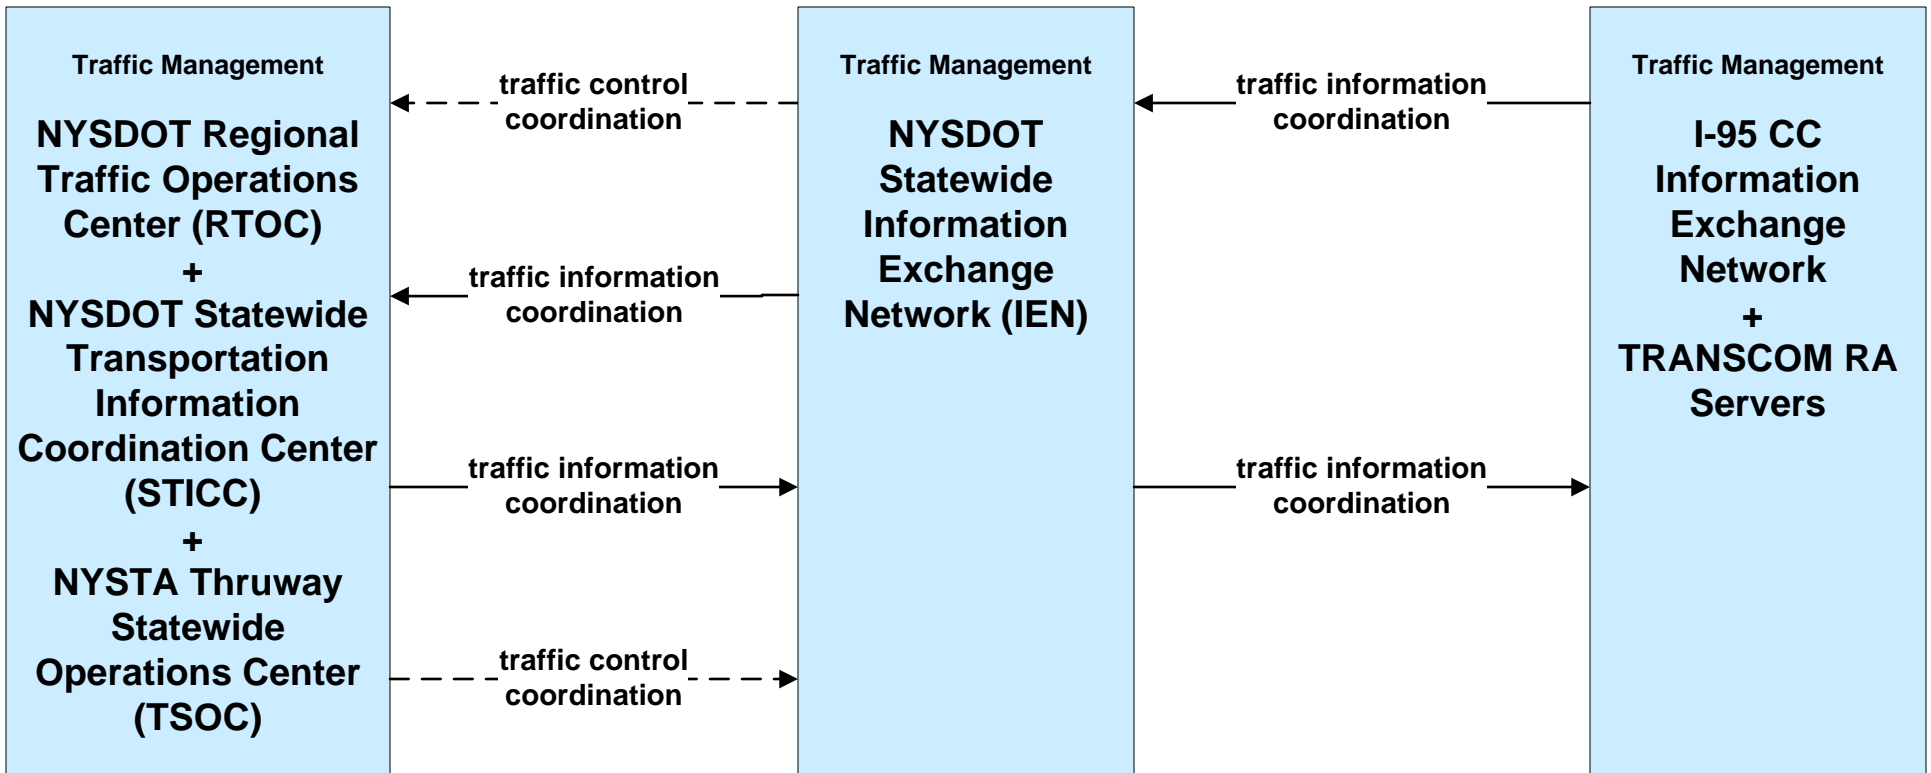 Traffic Management
NYSDOT Regional
Traffic Operations
Center (RTOC)
+
NYSDOT Statewide
Transportation
Information
Coordination Center
(STICC)
+
NYSTA Thruway
Statewide
Operations Center
(TSOC)
traffic control
coordination
traffic information
coordination
traffic information
coordination
traffic control
coordination
Traffic Management
NYSDOT
Statewide
Information
Exchange
Network (IEN)
traffic information
coordination
traffic information
coordination
Traffic Management
I-95 CC
Information
Exchange
Network
+
TRANSCOM RA
Servers